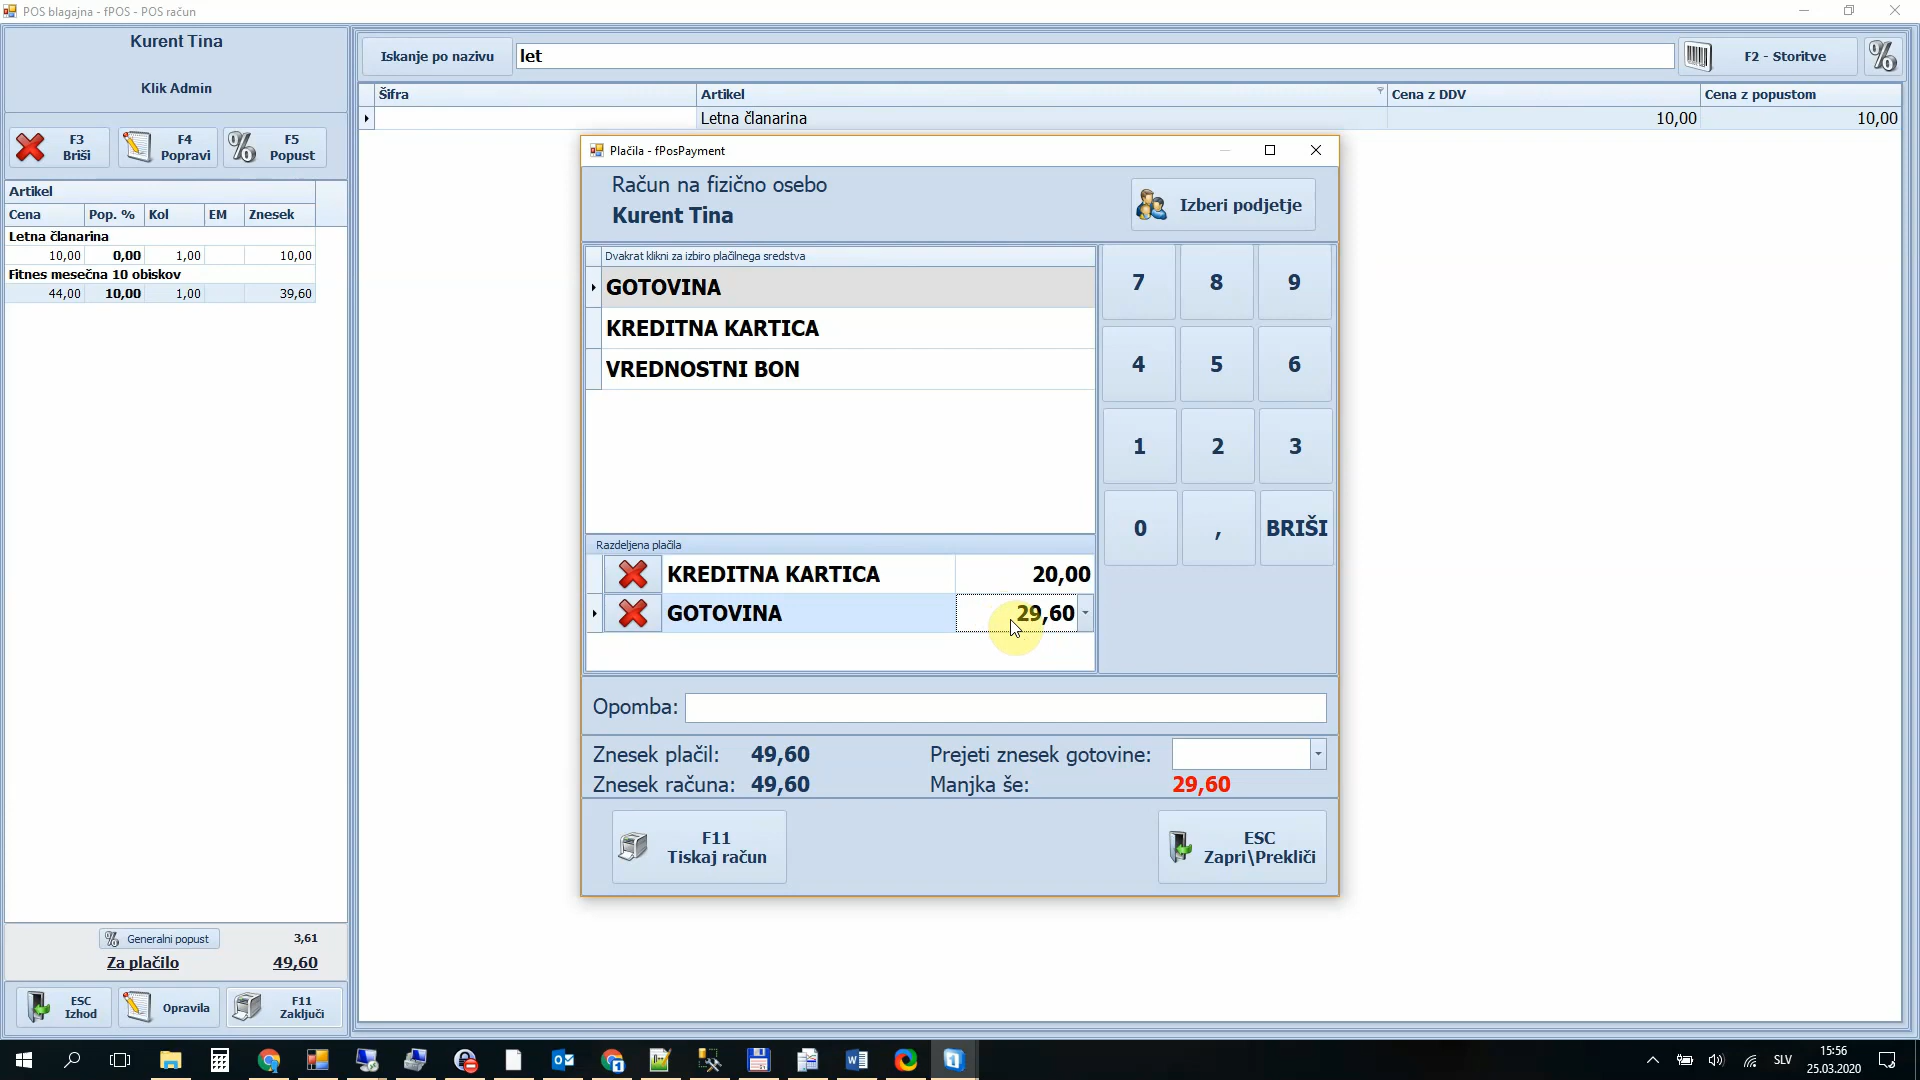 POS blagajna - fPOS - POS račun
Kurent Tina
Klik Admin
F3
Briši
F4
Popravi
F5
Popust
Artikel
Cena Pop. % Kol EM Znesek
Letna članarina
10,00 0,00 1,00 10,00
Fitnes mesečna 10 obiskov
44,00 10,00 1,00 39,60
Generalni popust 3,61
Za plačilo 49,60
ESC
Izhod
Opravila
F11
Zaključi
Iskanje po nazivu let F2 - Storitve
Šifra Artikel Cena z DDV Cena z popustom
Letna članarina 10,00 10,00
Plačila - fPosPayment
Račun na fizično osebo
Kurent Tina
Izberi podjetje
Dvakrat klikni za izbiro plačilnega sredstva
GOTOVINA
KREDITNA KARTICA
VREDNOSTNI BON
7 8 9
4 5 6
1 2 3
0 , BRIŠI
Razdeljena plačila
KREDITNA KARTICA 20,00
GOTOVINA 29,60
Opomba:
Znesek plačil: 49,60 Prejeti znesek gotovine:
Znesek računa: 49,60 Manjka še: 29,60
F11
Tiskaj račun
ESC
Zapri\Prekliči
SLV
15:56
25.03.2020